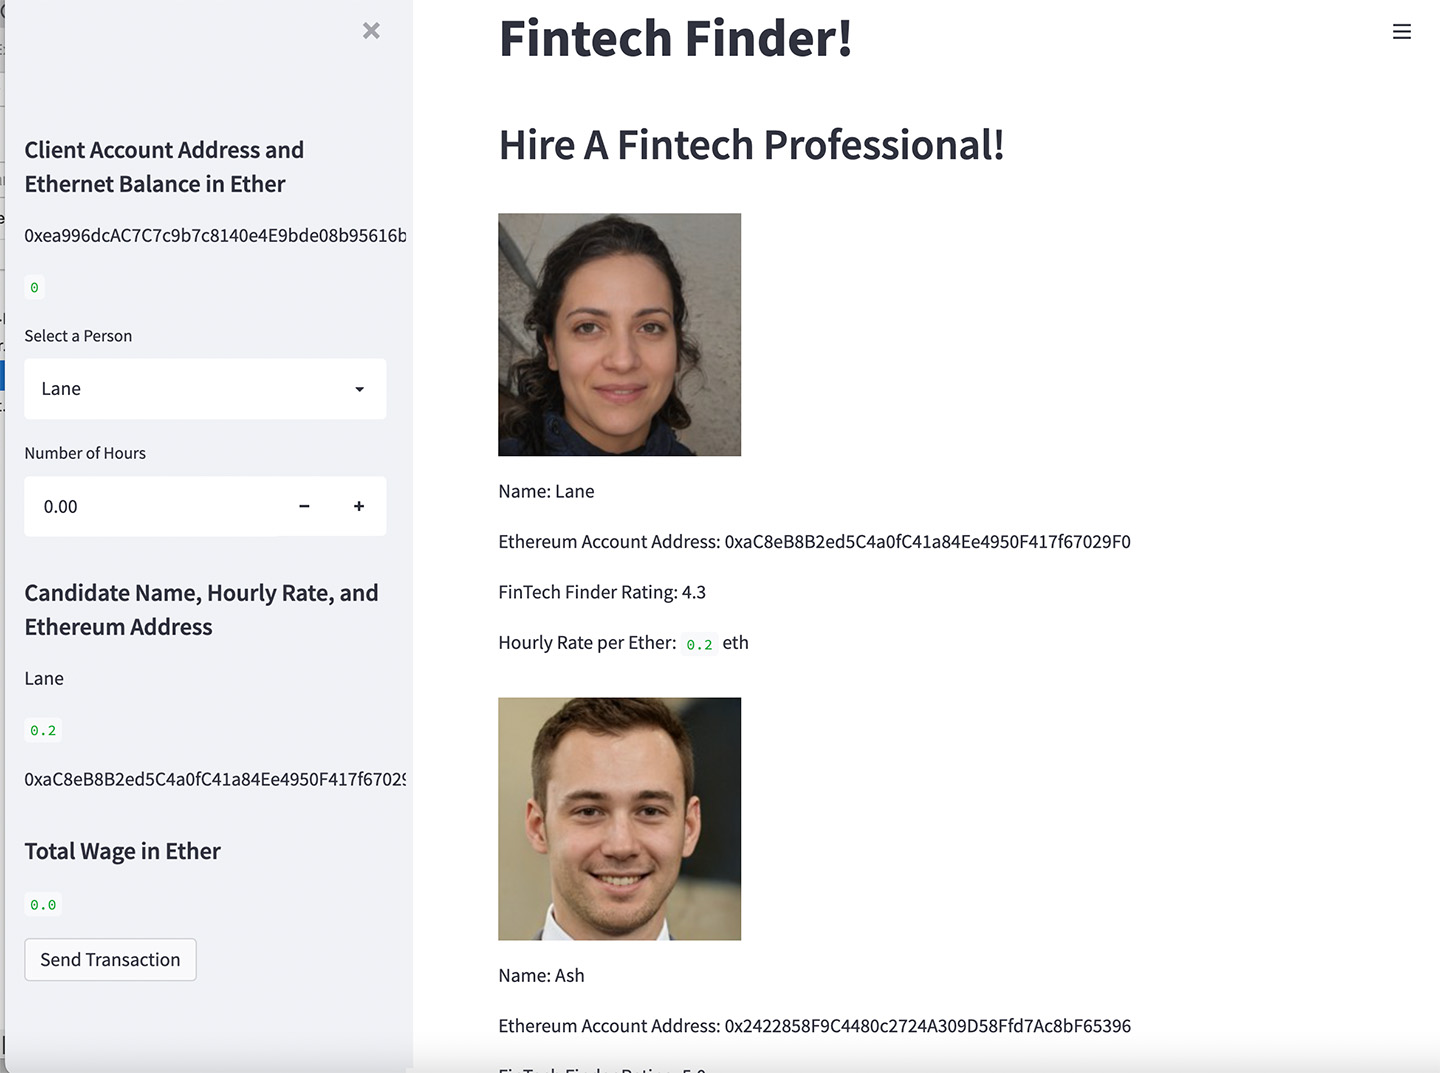 Client Account Address and
Ethernet Balance in Ether
0xea996dcAC7C7c9b7c8140e4E9bde08b95616b
0
Select a Person
Lane
Number of Hours
0.00
Candidate Name, Hourly Rate, and
Ethereum Address
Lane
0.2
0xaC8eB8B2ed5C4a0fC41a84Ee4950F417f67029
Total Wage in Ether
0.0
Send Transaction
Fintech Finder!
Hire A Fintech Professional!
Name: Lane
Ethereum Account Address: 0xaC8eB8B2ed5C4a0fC41a84Ee4950F417f67029F0
FinTech Finder Rating: 4.3
Hourly Rate per Ether: 0.2 eth
Name: Ash
Ethereum Account Address: 0x2422858F9C4480c2724A309D58Ffd7Ac8bF65396